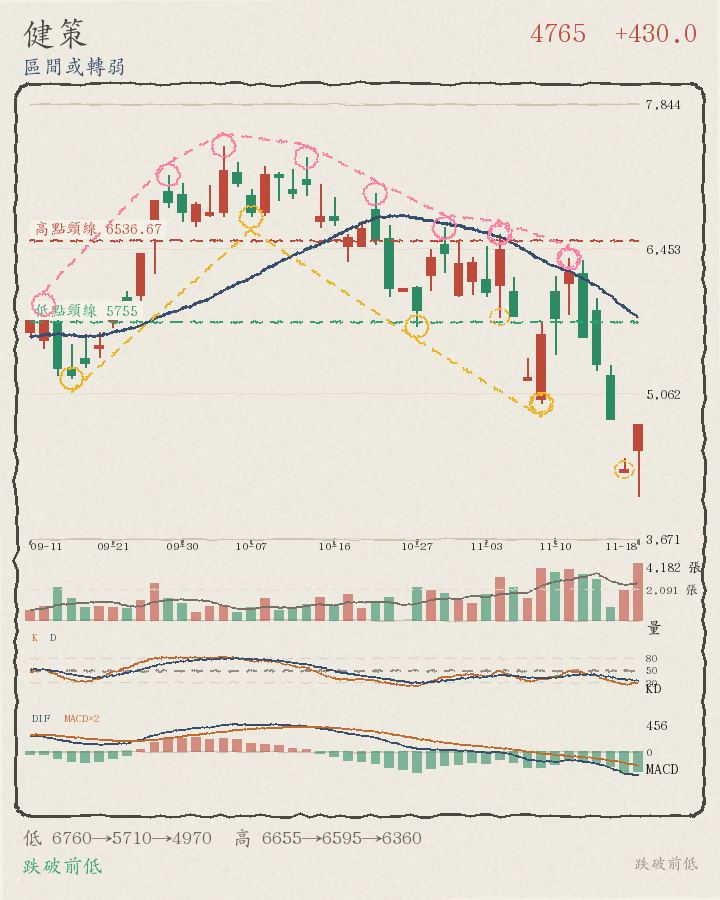 健策
4765 +430.0
區間或轉弱
7,844
高點頸線 6536.67
6,453
低點頸線 5755
5,062
3,671
09-11 09-21 09-30 10-07 10-16 10-27 11-03 11-10 11-18
4,182 張
2,091 張
量
K D
80
50
20
KD
DIF MACD×2
456
0
MACD
低 6760→5710→4970 高 6655→6595→6360
跌破前低
跌破前低